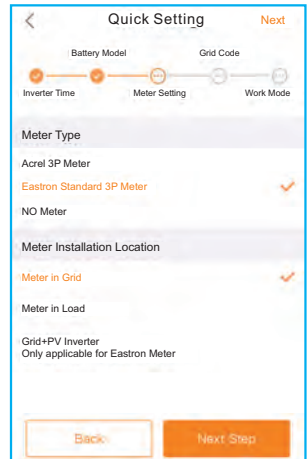 Quick Setting
Next
Battery Model
Grid Code
Inverter Time
Meter Setting
Work Mode
Meter Type
Acrel 3P Meter
Eastron Standard 3P Meter
NO Meter
Meter Installation Location
Meter in Grid
Meter in Load
Grid+PV Inverter
Only applicable for Eastron Meter
Back
Next Step